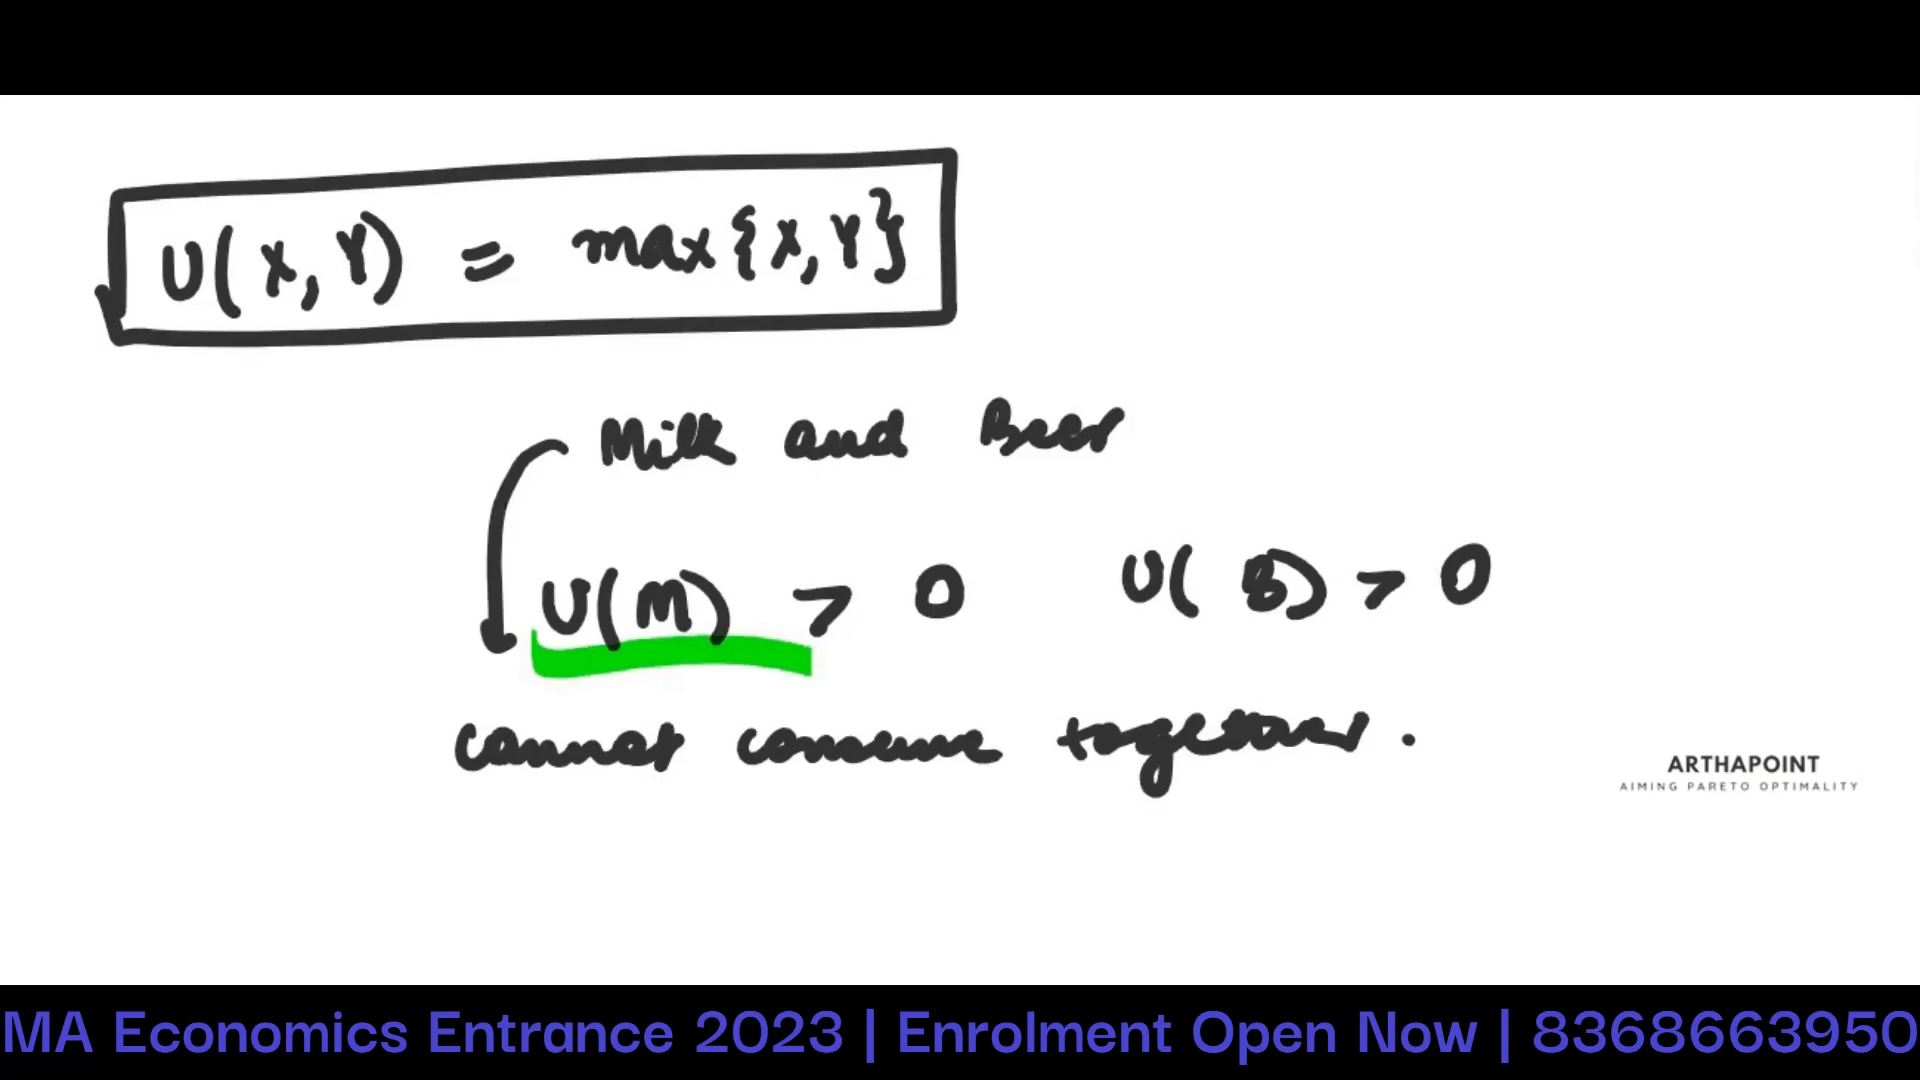 U(X,Y) = max{X,Y}
Milk and Beer
U(M) > 0 U(B) > 0
cannot consume together.
ARTHAPOINT
AIMING PARETO OPTIMALITY
MA Economics Entrance 2023 | Enrolment Open Now | 8368663950